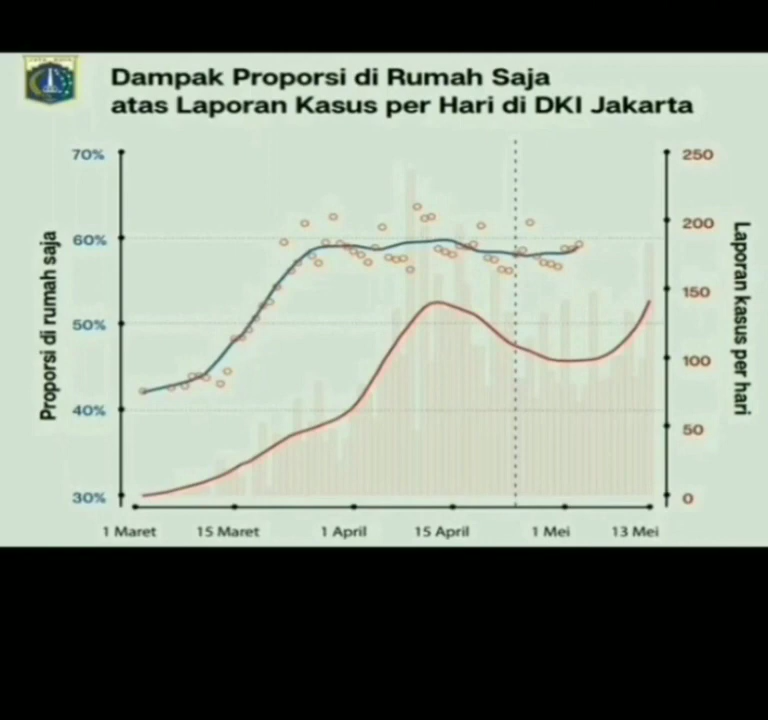 Dampak Proporsi di Rumah Saja
atas Laporan Kasus per Hari di DKI Jakarta
70%
60%
50%
40%
30%
Proporsi di rumah saja
250
200
150
100
50
0
Laporan kasus per hari
1 Maret
15 Maret
1 April
15 April
1 Mei
13 Mei